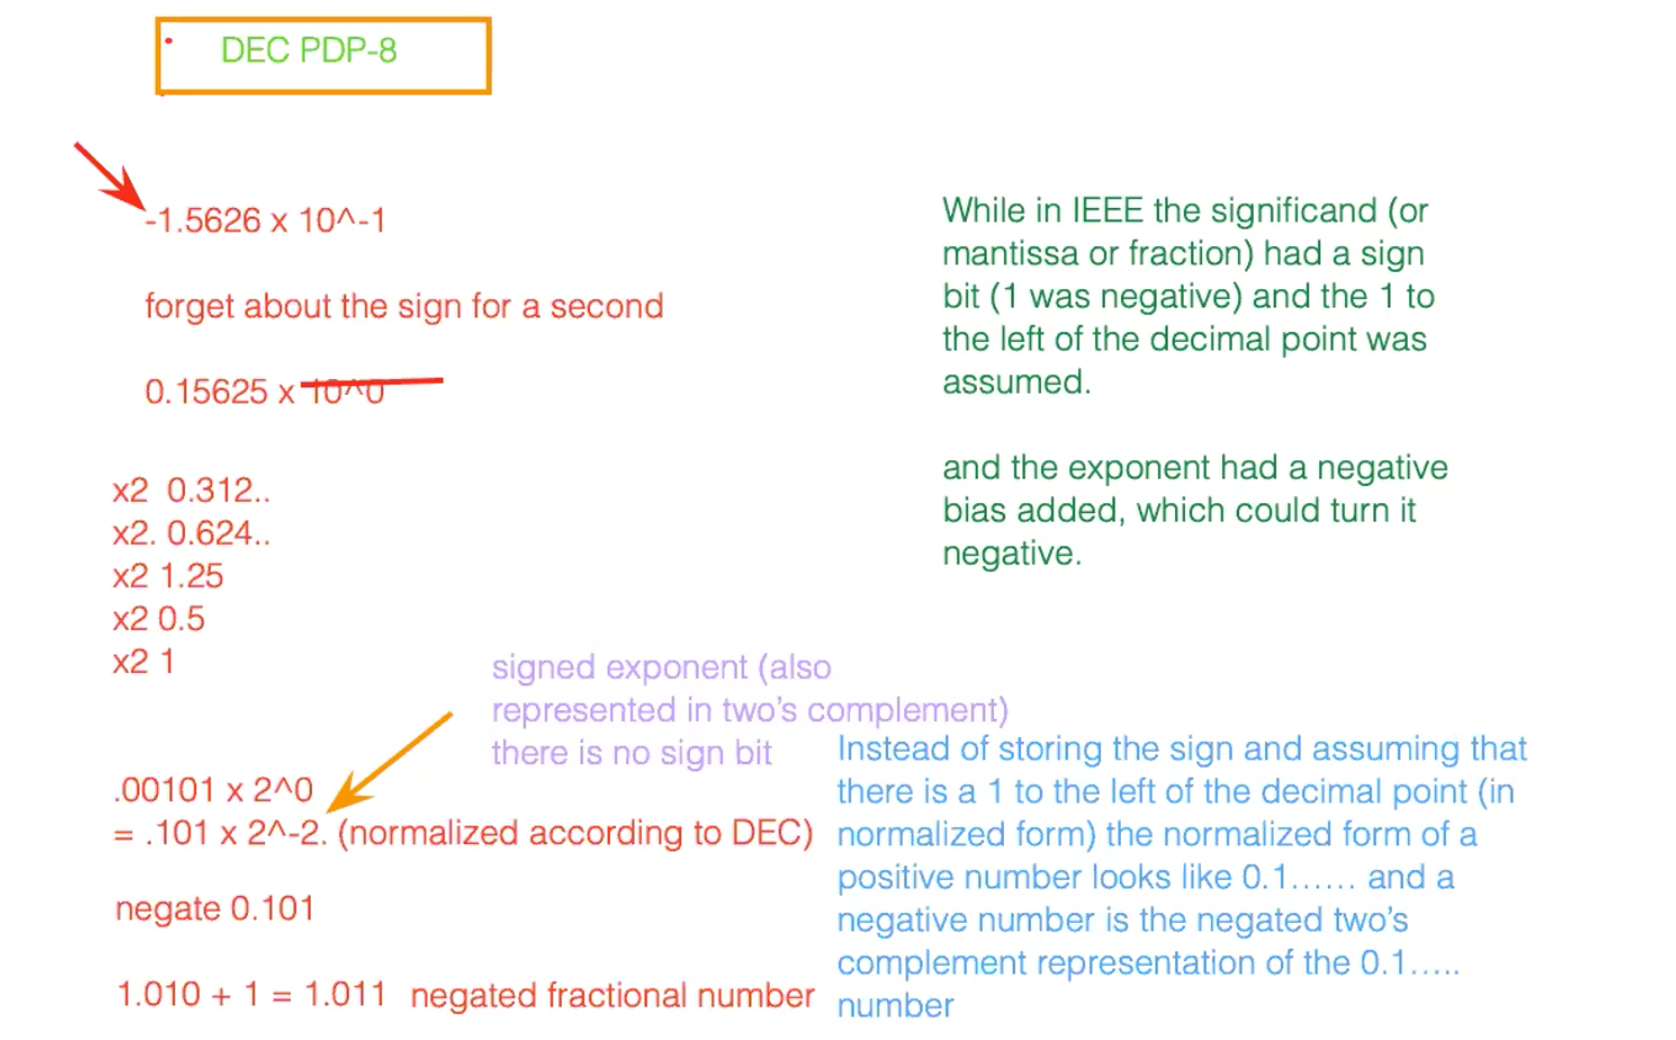 DEC PDP-8
-1.5626 x 10^-1
forget about the sign for a second
0.15625 x 10^0
x2  0.312..
x2. 0.624..
x2 1.25
x2 0.5
x2 1
.00101 x 2^0
= .101 x 2^-2. (normalized according to DEC)
negate 0.101
1.010 + 1 = 1.011  negated fractional number
signed exponent (also
represented in two's complement)
there is no sign bit
While in IEEE the significand (or
mantissa or fraction) had a sign
bit (1 was negative) and the 1 to
the left of the decimal point was
assumed.
and the exponent had a negative
bias added, which could turn it
negative.
Instead of storing the sign and assuming that
there is a 1 to the left of the decimal point (in
normalized form) the normalized form of a
positive number looks like 0.1...... and a
negative number is the negated two's
complement representation of the 0.1.....
number